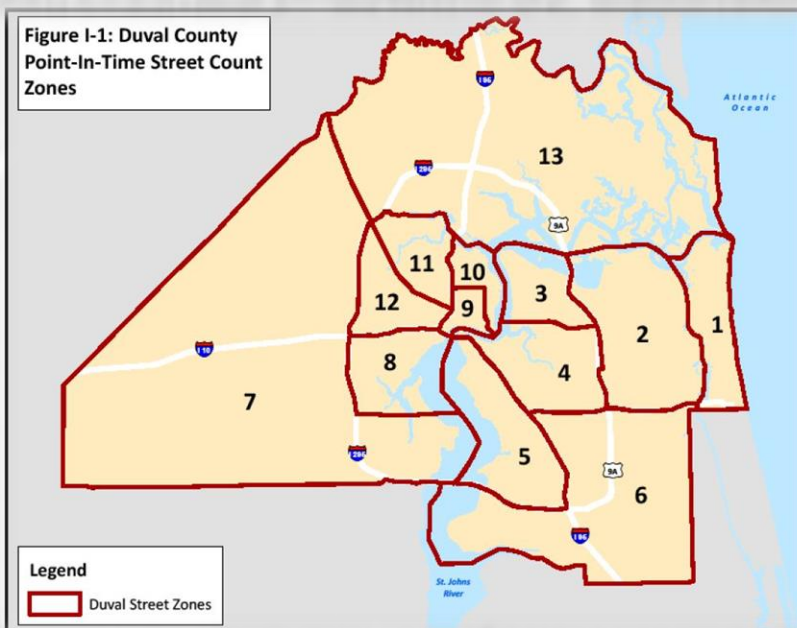 Figure I-1: Duval County
Point-In-Time Street Count
Zones
Atlantic
Ocean
I 95
13
I 295
9A
11
10
12
9
3
2
1
I 10
8
4
7
5
I 295
9A
6
I 95
Legend
Duval Street Zones
St. Johns
River